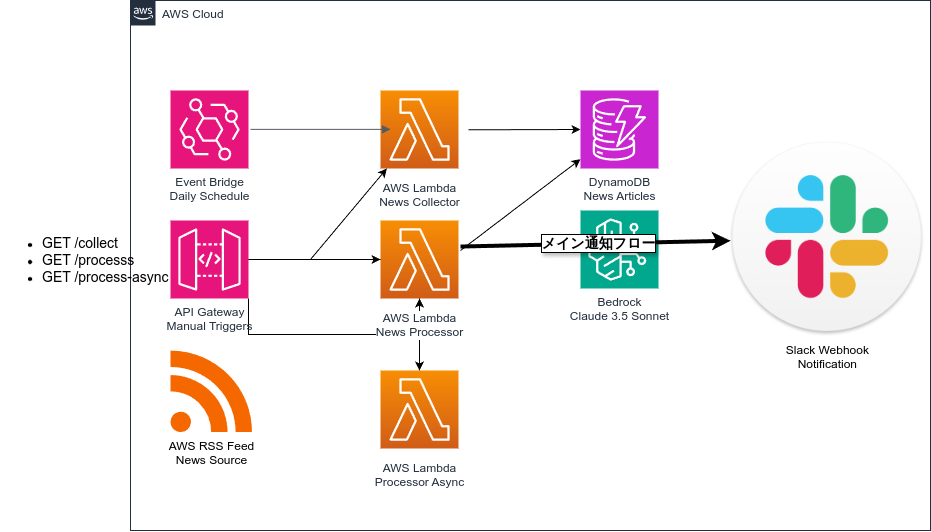 aws
AWS Cloud
Event Bridge
Daily Schedule
AWS Lambda
News Collector
DynamoDB
News Articles
• GET /collect
• GET /processs
• GET /process-async
API Gateway
Manual Triggers
AWS Lambda
News Processor
メイン通知フロー
Bedrock
Claude 3.5 Sonnet
Slack Webhook
Notification
AWS RSS Feed
News Source
AWS Lambda
Processor Async